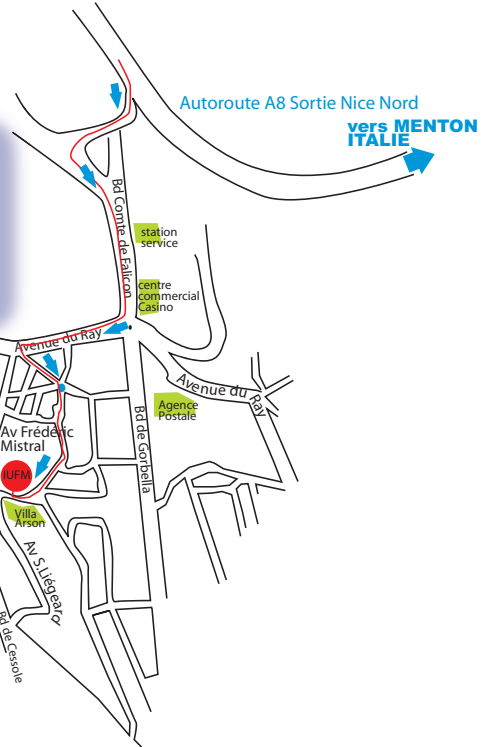 Autoroute A8 Sortie Nice Nord
vers MENTON
ITALIE
Bd Comte de Falicon
station
service
centre
commercial
Casino
Avenue du Ray
Avenue du Ray
Agence
Postale
Bd de Gorbella
Av Frédéric
Mistral
IUFM
Villa
Arson
Av S.Liégeard
Bd de Cessole